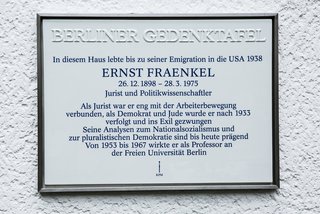 BERLINER GEDENKTAFEL
In diesem Haus lebte bis zu seiner Emigration in die USA 1938
ERNST FRAENKEL
26. 12. 1898 – 28. 3. 1975
Jurist und Politikwissenschaftler
Als Jurist war er eng mit der Arbeiterbewegung
verbunden, als Demokrat und Jude wurde er nach 1933
verfolgt und ins Exil gezwungen
Seine Analysen zum Nationalsozialismus und
zur pluralistischen Demokratie sind bis heute prägend
Von 1953 bis 1967 wirkte er als Professor an
der Freien Universität Berlin
KPM